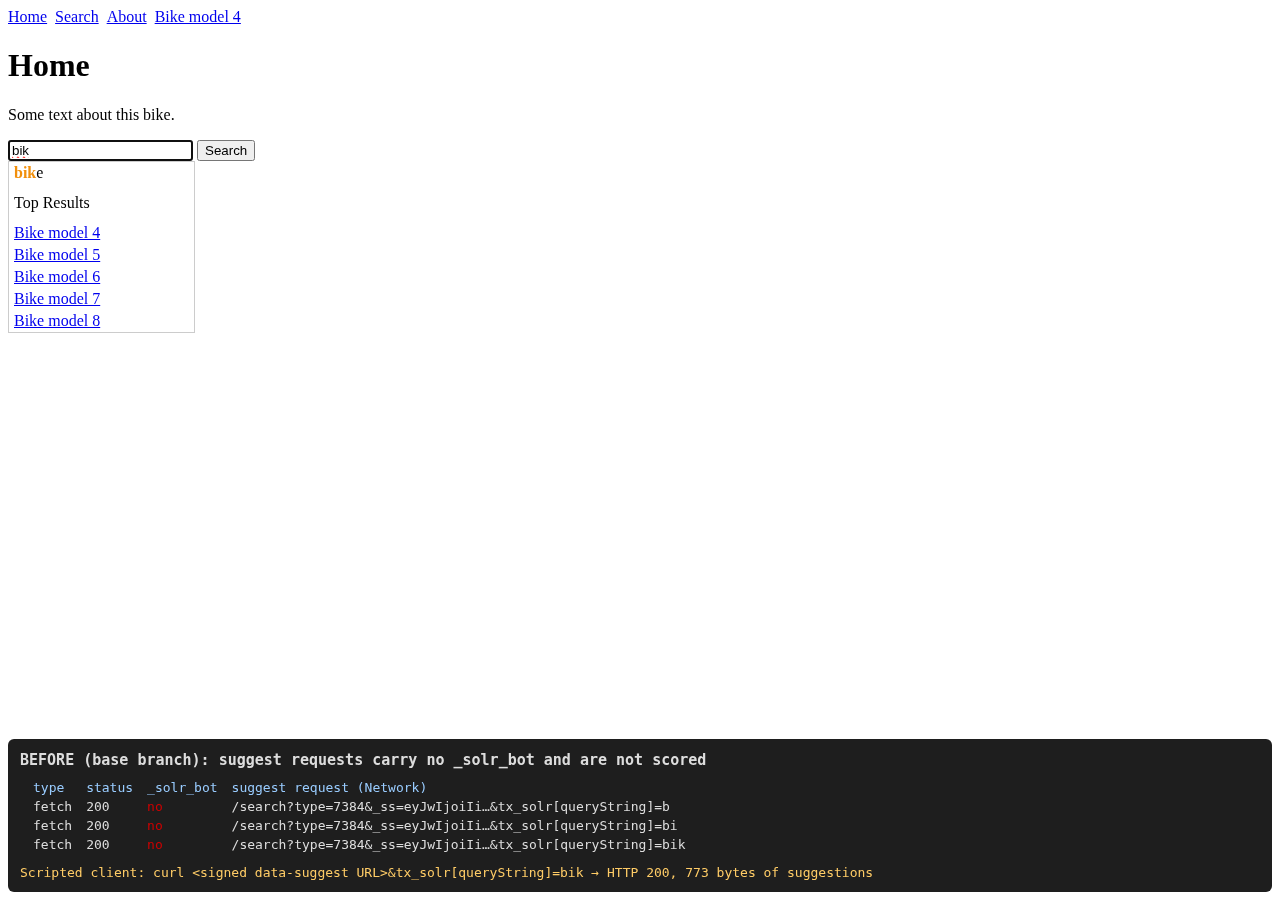 Home Search About Bike model 4
Home
Some text about this bike.
bik Search
bike
Top Results
Bike model 4
Bike model 5
Bike model 6
Bike model 7
Bike model 8
BEFORE (base branch): suggest requests carry no _solr_bot and are not scored
type status _solr_bot suggest request (Network)
fetch 200 no /search?type=7384&_ss=eyJwIjoiIi…&tx_solr[queryString]=b
fetch 200 no /search?type=7384&_ss=eyJwIjoiIi…&tx_solr[queryString]=bi
fetch 200 no /search?type=7384&_ss=eyJwIjoiIi…&tx_solr[queryString]=bik
Scripted client: curl <signed data-suggest URL>&tx_solr[queryString]=bik → HTTP 200, 773 bytes of suggestions